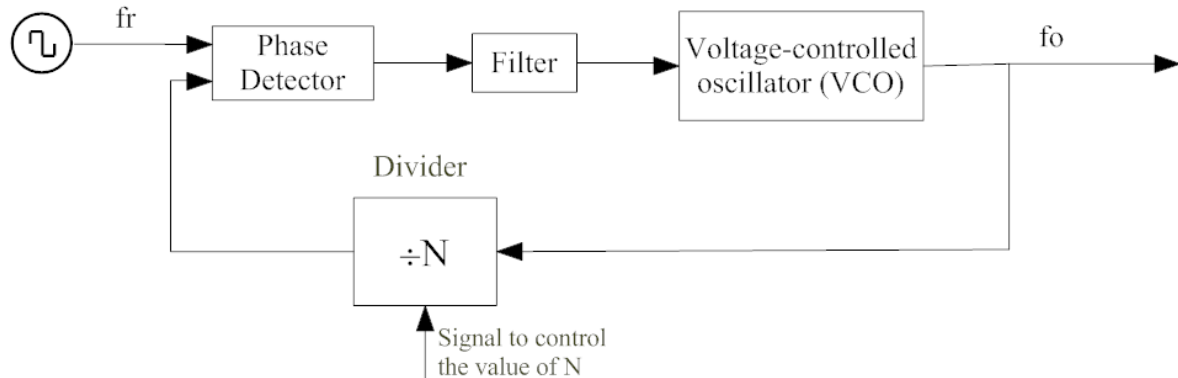 fr
Phase
Detector
Filter
Voltage-controlled
oscillator (VCO)
fo
Divider
÷N
Signal to control
the value of N